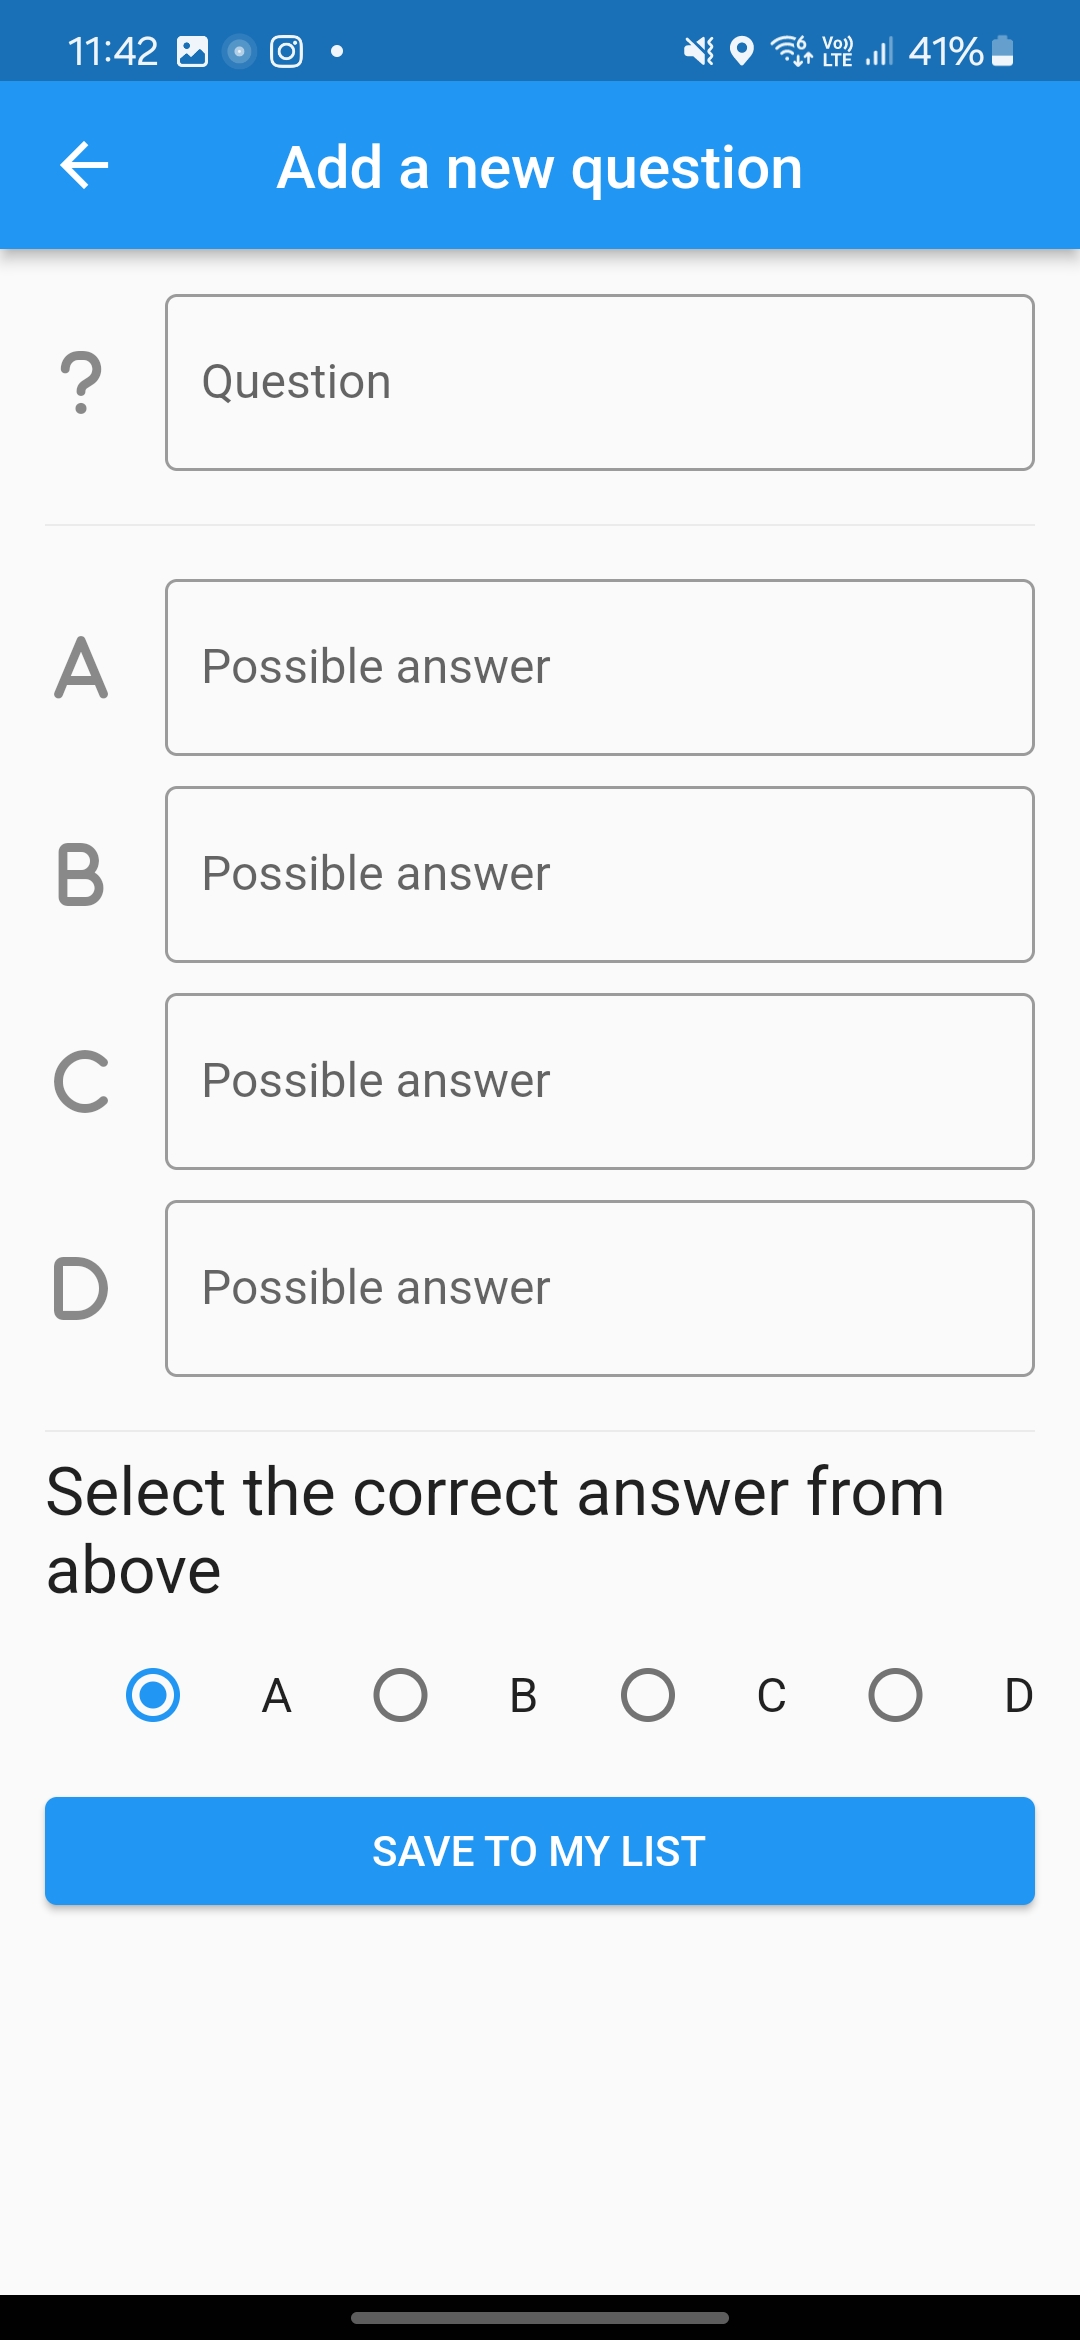 11:42 6 Vo)) LTE 41%
Add a new question
? Question
A Possible answer
B Possible answer
C Possible answer
D Possible answer
Select the correct answer from
above
A B C D
SAVE TO MY LIST